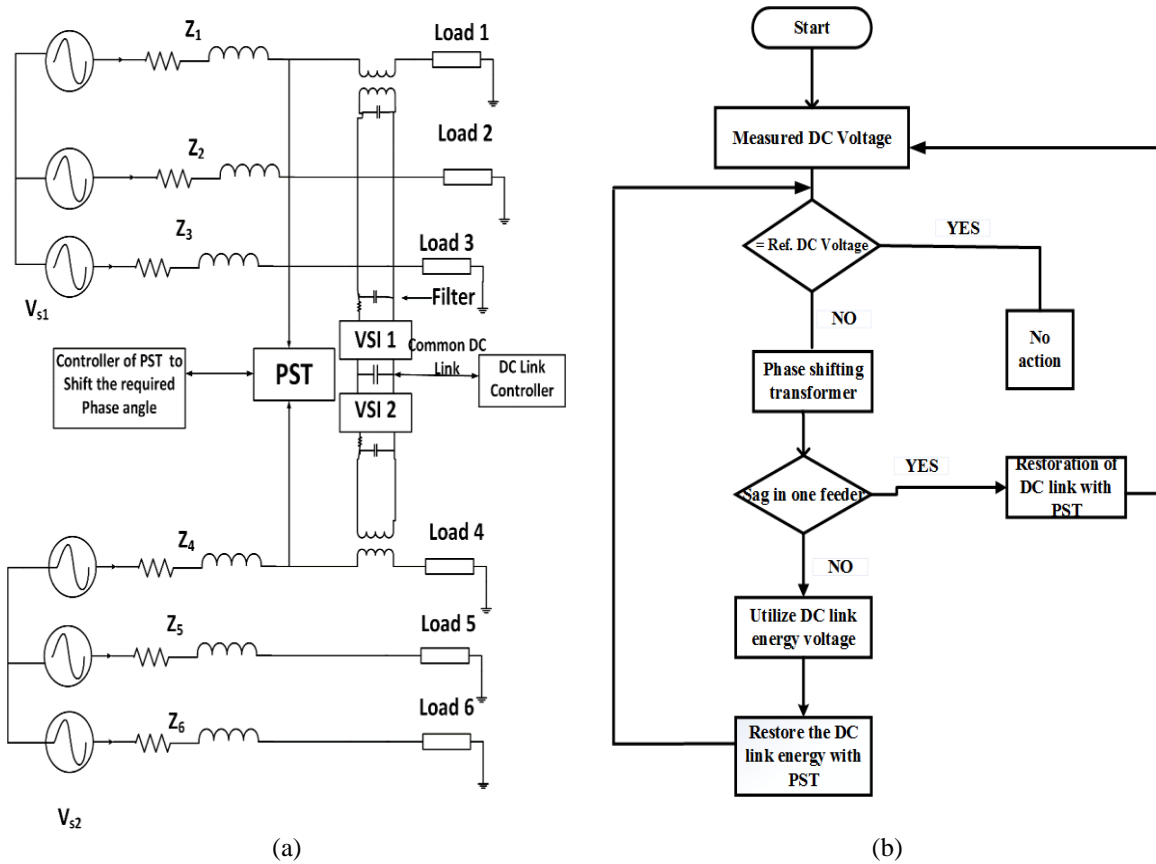 Z1
Load 1
Load 2
Z2
Z3
Load 3
Vs1
Filter
VSI 1
Common DC
Link
Controller of PST to
Shift the required
Phase angle
PST
DC Link
Controller
VSI 2
Z4
Load 4
Z5
Load 5
Z6
Load 6
Vs2
(a)
Start
Measured DC Voltage
= Ref. DC Voltage
YES
NO
No
action
Phase shifting
transformer
Sag in one feeder
YES
Restoration of
DC link with
PST
NO
Utilize DC link
energy voltage
Restore the DC
link energy with
PST
(b)